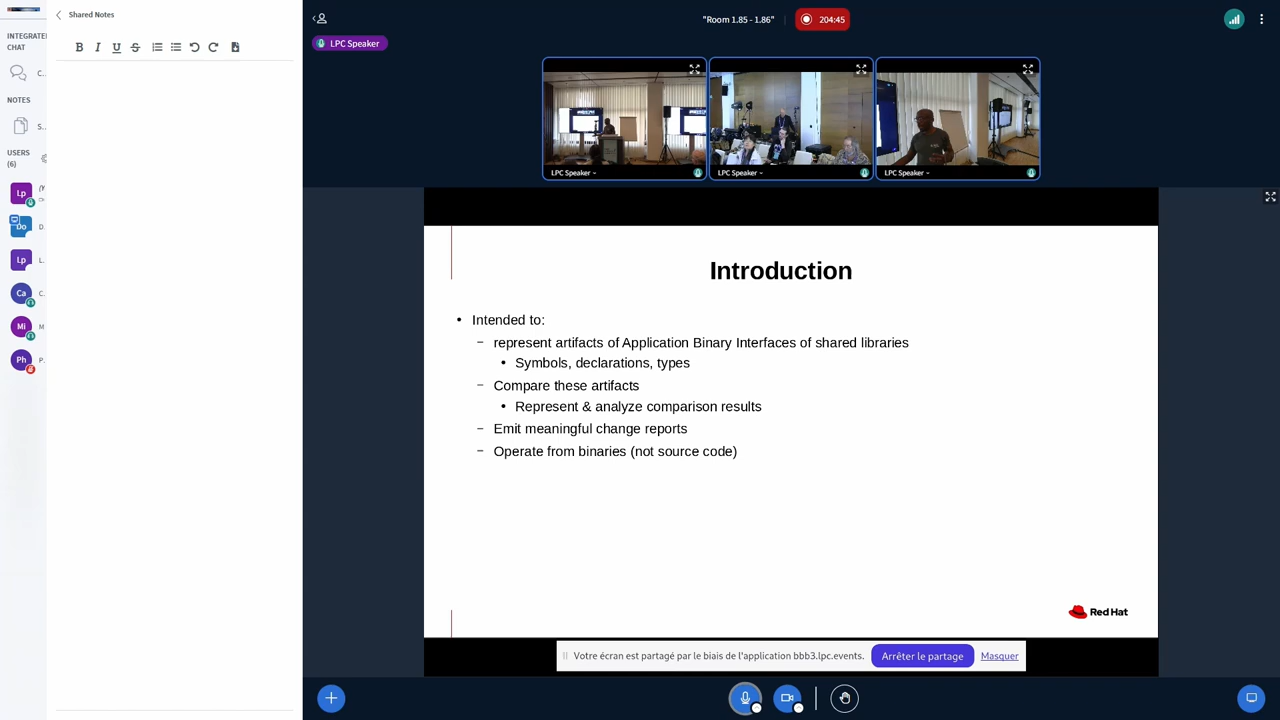 Shared Notes
INTEGRATE
CHAT
C..
NOTES
S..
USERS
(6)
Lp
Do
D.
Lp
L..
Ca
C.
Mi
M
Ph
P.
"Room 1.85 - 1.86"
204:45
LPC Speaker
LPC Speaker
LPC Speaker
LPC Speaker
Introduction
• Intended to:
– represent artifacts of Application Binary Interfaces of shared libraries
• Symbols, declarations, types
– Compare these artifacts
• Represent & analyze comparison results
– Emit meaningful change reports
– Operate from binaries (not source code)
Red Hat
Votre écran est partagé par le biais de l'application bbb3.lpc.events.
Arrêter le partage
Masquer